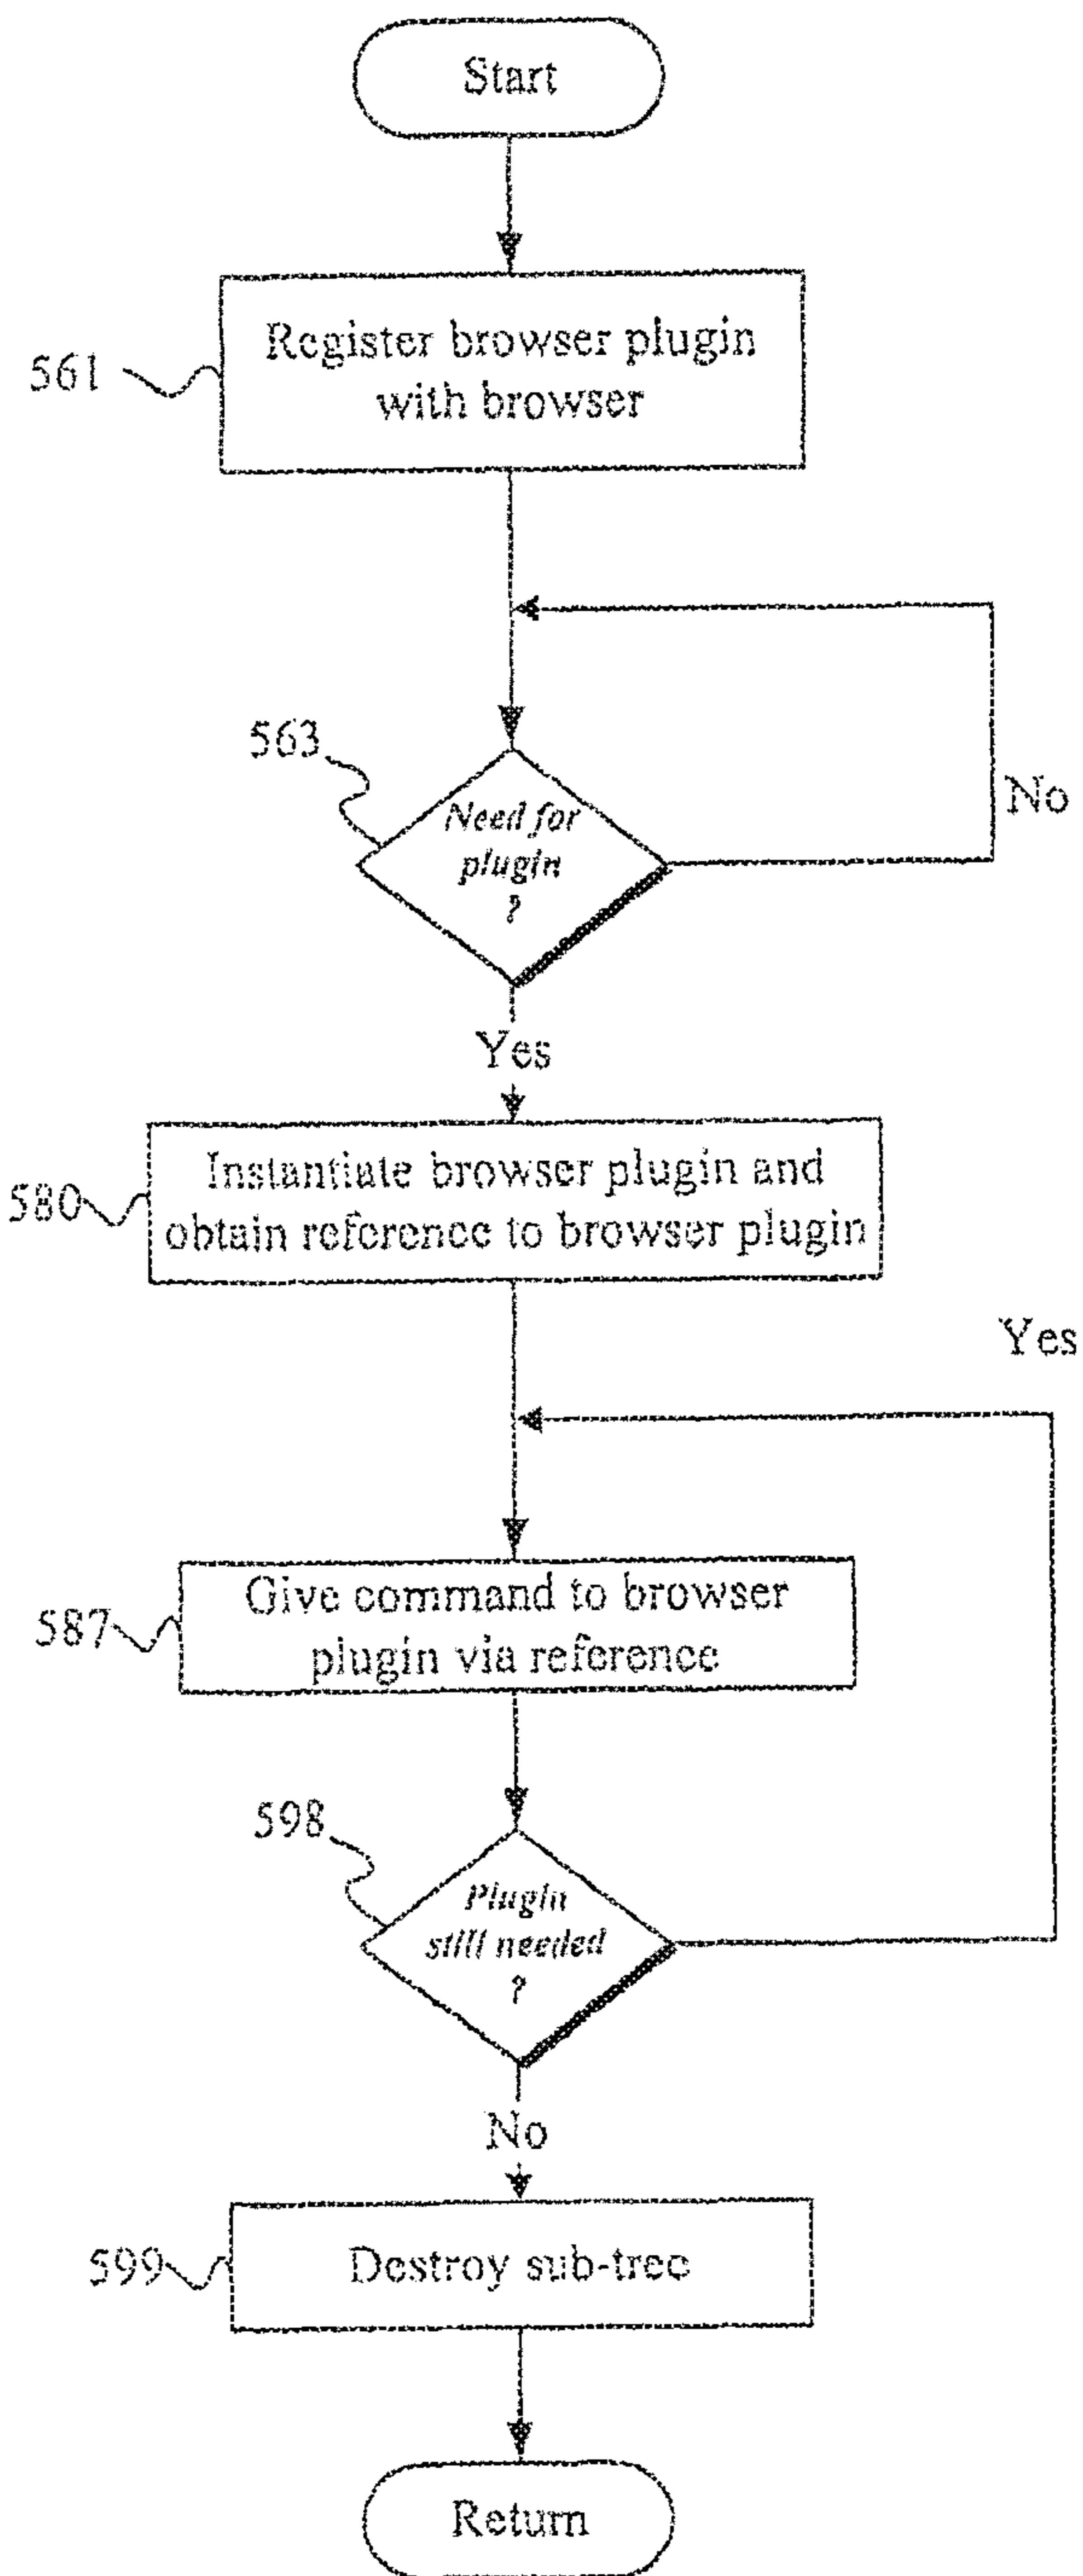 Start
561
Register browser plugin
with browser
563
Need for
plugin
?
No
Yes
580
Instantiate browser plugin and
obtain reference to browser plugin
Yes
587
Give command to browser
plugin via reference
598
Plugin
still needed
?
No
599
Destroy sub-tree
Return